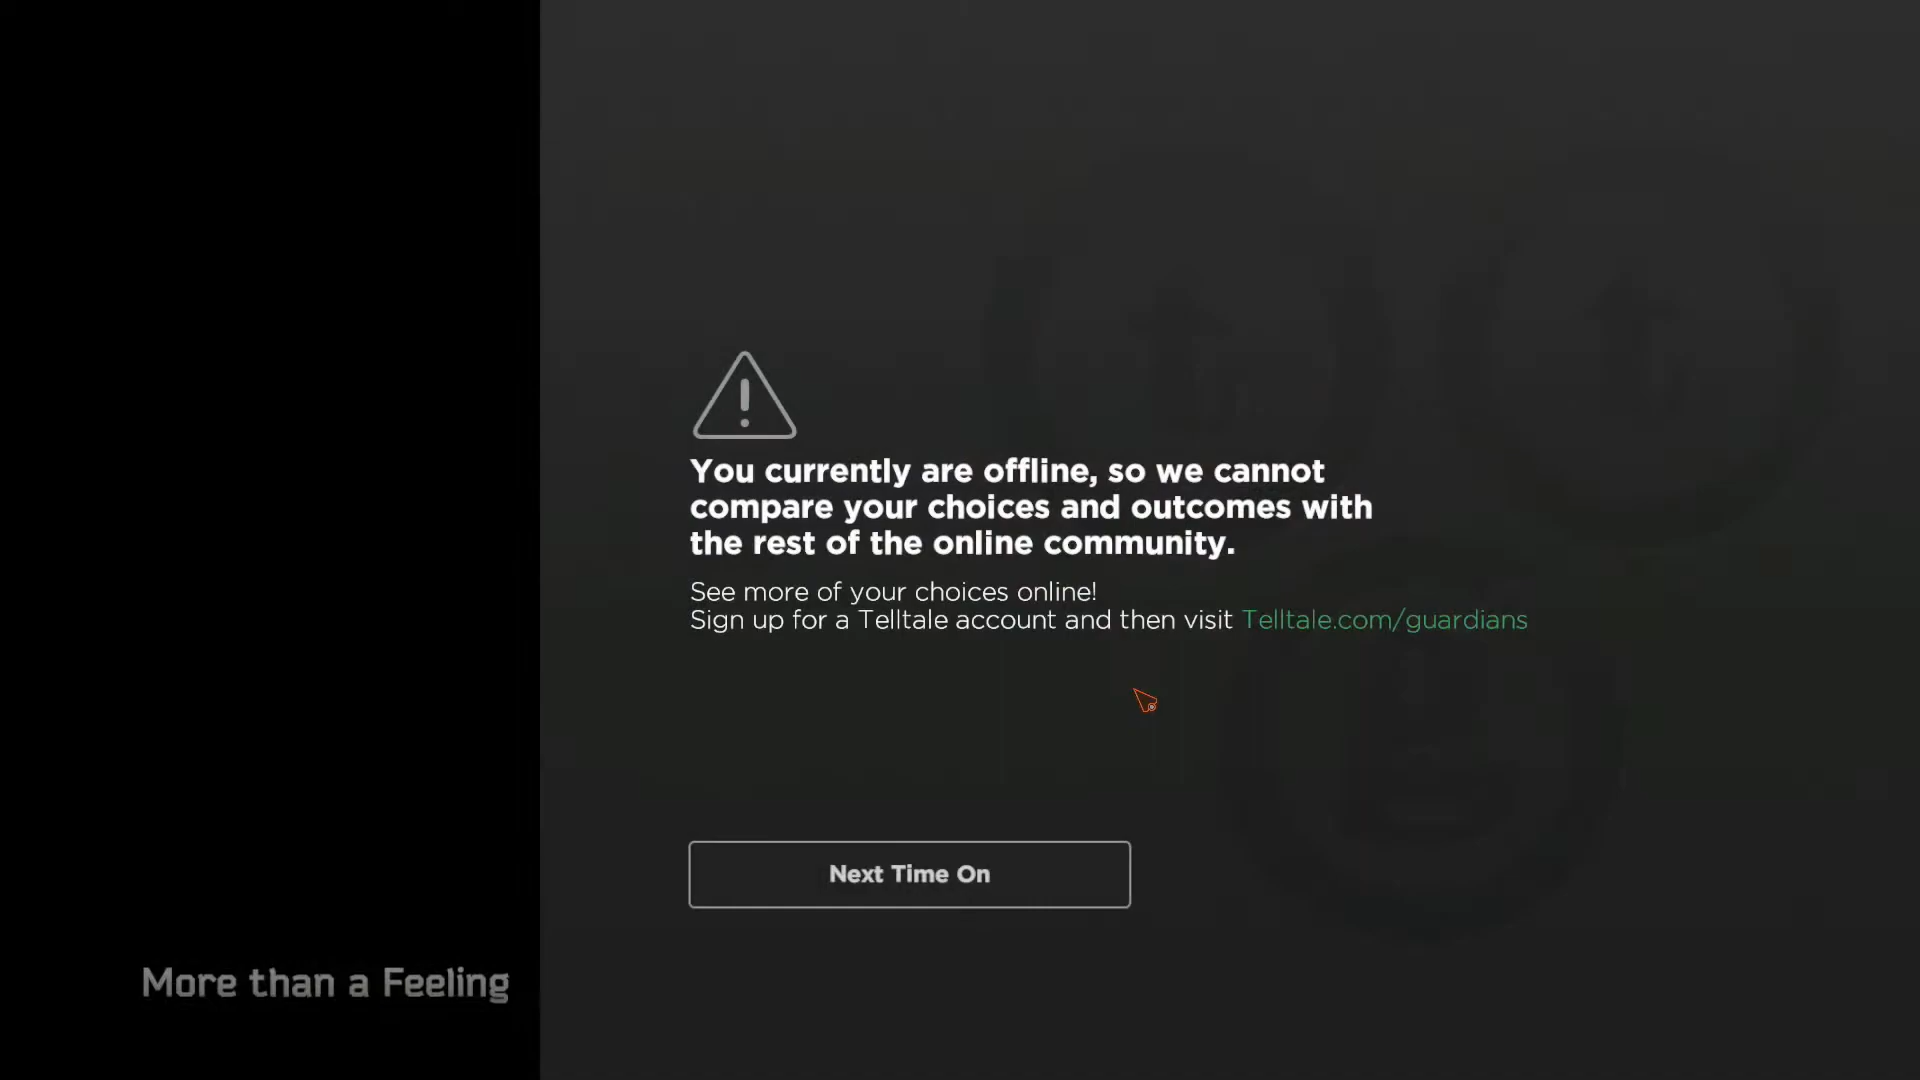 You currently are offline, so we cannot
compare your choices and outcomes with
the rest of the online community.
See more of your choices online!
Sign up for a Telltale account and then visit Telltale.com/guardians
Next Time On
More than a Feeling